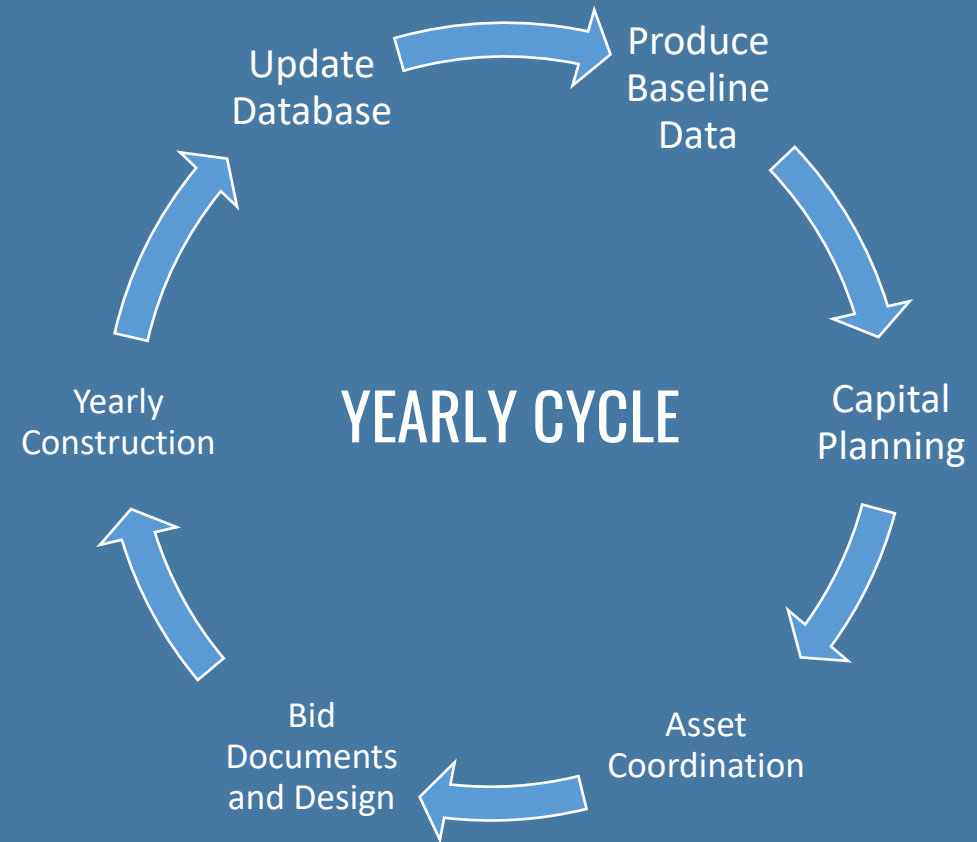 Update
Database
Produce
Baseline
Data
Capital
Planning
Asset
Coordination
Bid
Documents
and Design
Yearly
Construction
YEARLY CYCLE